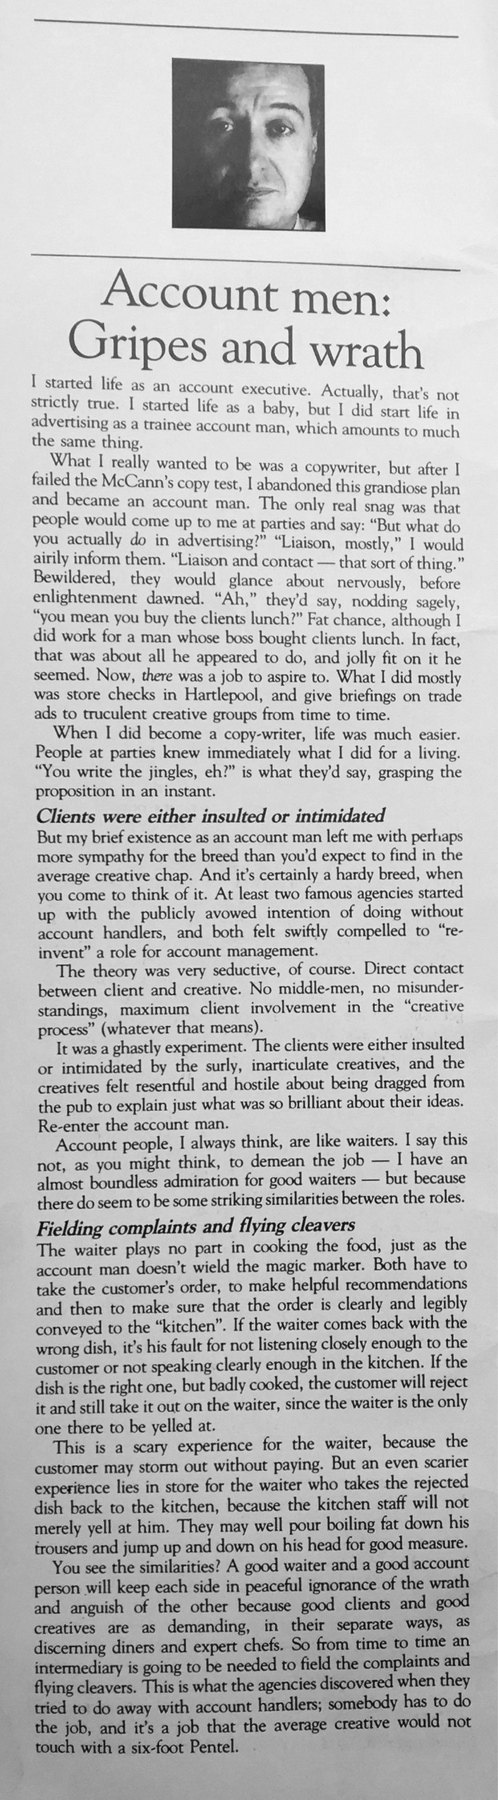 Account men:
Gripes and wrath
I started life as an account executive. Actually, that's not
strictly true. I started life as a baby, but I did start life in
advertising as a trainee account man, which amounts to much
the same thing.
What I really wanted to be was a copywriter, but after I
failed the McCann's copy test, I abandoned this grandiose plan
and became an account man. The only real snag was that
people would come up to me at parties and say: “But what do
you actually do in advertising?” “Liaison, mostly,” I would
airily inform them. “Liaison and contact — that sort of thing.”
Bewildered, they would glance about nervously, before
enlightenment dawned. “Ah,” they'd say, nodding sagely,
“you mean you buy the clients lunch?” Fat chance, although I
did work for a man whose boss bought clients lunch. In fact,
that was about all he appeared to do, and jolly fit on it he
seemed. Now, there was a job to aspire to. What I did mostly
was store checks in Hartlepool, and give briefings on trade
ads to truculent creative groups from time to time.
When I did become a copy-writer, life was much easier.
People at parties knew immediately what I did for a living.
“You write the jingles, eh?” is what they'd say, grasping the
proposition in an instant.
Clients were either insulted or intimidated
But my brief existence as an account man left me with perhaps
more sympathy for the breed than you'd expect to find in the
average creative chap. And it's certainly a hardy breed, when
you come to think of it. At least two famous agencies started
up with the publicly avowed intention of doing without
account handlers, and both felt swiftly compelled to “re-
invent” a role for account management.
The theory was very seductive, of course. Direct contact
between client and creative. No middle-men, no misunder-
standings, maximum client involvement in the “creative
process” (whatever that means).
It was a ghastly experiment. The clients were either insulted
or intimidated by the surly, inarticulate creatives, and the
creatives felt resentful and hostile about being dragged from
the pub to explain just what was so brilliant about their ideas.
Re-enter the account man.
Account people, I always think, are like waiters. I say this
not, as you might think, to demean the job — I have an
almost boundless admiration for good waiters — but because
there do seem to be some striking similarities between the roles.
Fielding complaints and flying cleavers
The waiter plays no part in cooking the food, just as the
account man doesn't wield the magic marker. Both have to
take the customer's order, to make helpful recommendations
and then to make sure that the order is clearly and legibly
conveyed to the “kitchen”. If the waiter comes back with the
wrong dish, it's his fault for not listening closely enough to the
customer or not speaking clearly enough in the kitchen. If the
dish is the right one, but badly cooked, the customer will reject
it and still take it out on the waiter, since the waiter is the only
one there to be yelled at.
This is a scary experience for the waiter, because the
customer may storm out without paying. But an even scarier
experience lies in store for the waiter who takes the rejected
dish back to the kitchen, because the kitchen staff will not
merely yell at him. They may well pour boiling fat down his
trousers and jump up and down on his head for good measure.
You see the similarities? A good waiter and a good account
person will keep each side in peaceful ignorance of the wrath
and anguish of the other because good clients and good
creatives are as demanding, in their separate ways, as
discerning diners and expert chefs. So from time to time an
intermediary is going to be needed to field the complaints and
flying cleavers. This is what the agencies discovered when they
tried to do away with account handlers; somebody has to do
the job, and it's a job that the average creative would not
touch with a six-foot Pentel.